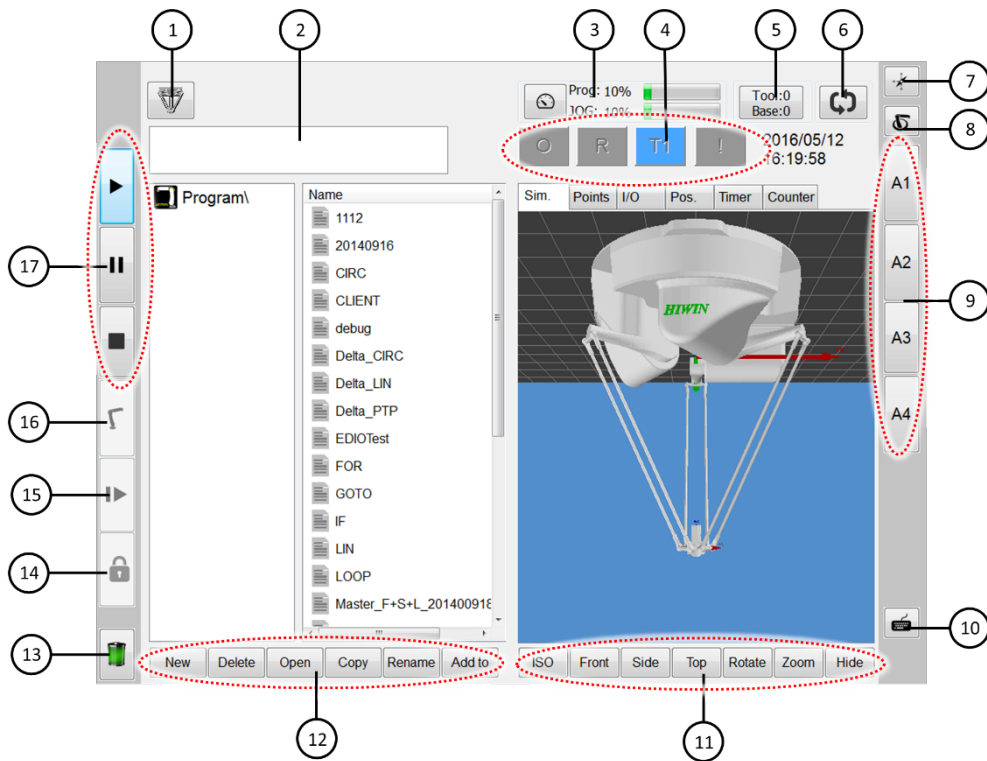 1
2
3
4
5
6
7
Prog: 10%
JOG: 10%
Tool:0
Base:0
8
O
R
T1
!
2016/05/12
16:19:58
A1
A2
A3
A4
9
Program\
Name
1112
20140916
CIRC
CLIENT
debug
Delta_CIRC
Delta_LIN
Delta_PTP
EDIOTest
FOR
GOTO
IF
LIN
LOOP
Master_F+S+L_201400918
Sim.
Points
I/O
Pos.
Timer
Counter
HIWIN
17
16
15
14
13
10
New
Delete
Open
Copy
Rename
Add to
ISO
Front
Side
Top
Rotate
Zoom
Hide
12
11